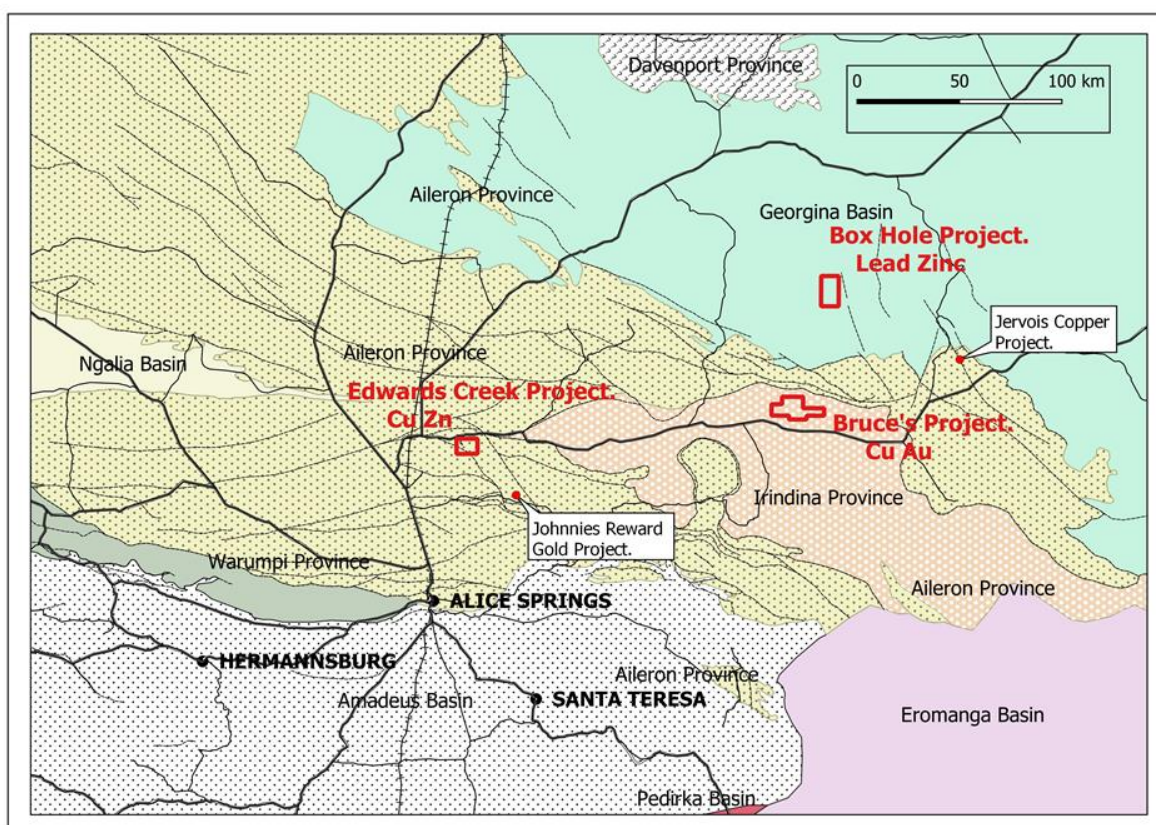 Davenport Province
0 50 100 km
Aileron Province
Georgina Basin
Box Hole Project.
Lead Zinc
Jervois Copper
Project.
Ngalia Basin
Aileron Province
Edwards Creek Project.
Cu Zn
Bruce's Project.
Cu Au
Irindina Province
Johnnies Reward
Gold Project.
Warumpi Province
Aileron Province
ALICE SPRINGS
HERMANNSBURG
Aileron Province
Amadeus Basin
SANTA TERESA
Eromanga Basin
Pedirka Basin